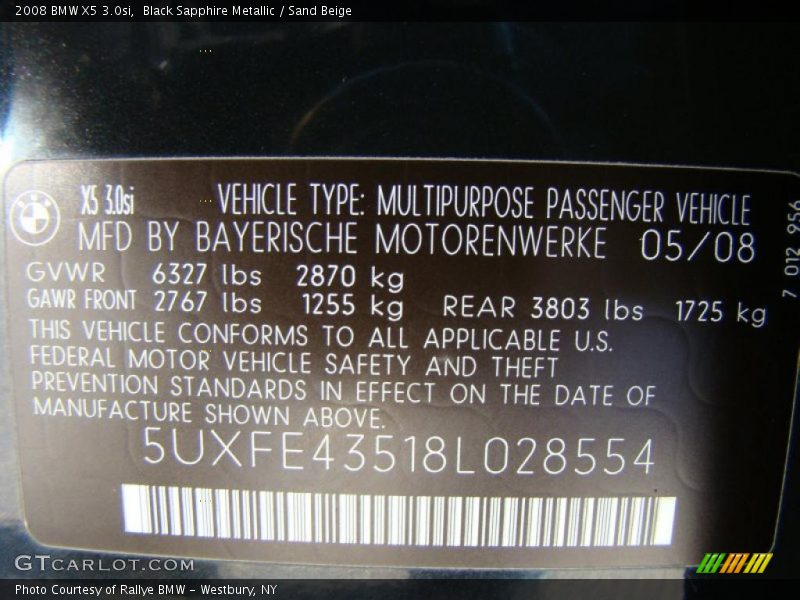 2008 BMW X5 3.0si, Black Sapphire Metallic / Sand Beige
X5 3.0si VEHICLE TYPE: MULTIPURPOSE PASSENGER VEHICLE
MFD BY BAYERISCHE MOTORENWERKE 05/08
GVWR 6327 lbs 2870 kg
GAWR FRONT 2767 lbs 1255 kg REAR 3803 lbs 1725 kg
THIS VEHICLE CONFORMS TO ALL APPLICABLE U.S.
FEDERAL MOTOR VEHICLE SAFETY AND THEFT
PREVENTION STANDARDS IN EFFECT ON THE DATE OF
MANUFACTURE SHOWN ABOVE.
5UXFE43518L028554
7 012 956
GTCARLOT.COM
Photo Courtesy of Rallye BMW - Westbury, NY